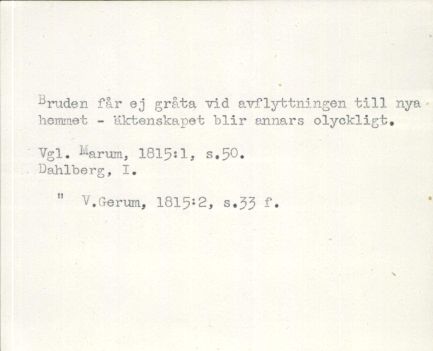 Bruden får ej gråta vid avflyttningen till nya
hemmet - äktenskapet blir annars olyckligt.
Vgl. Marum, 1815:1, s.50.
Dahlberg, I.
" V.Gerum, 1815:2, s.33 f.